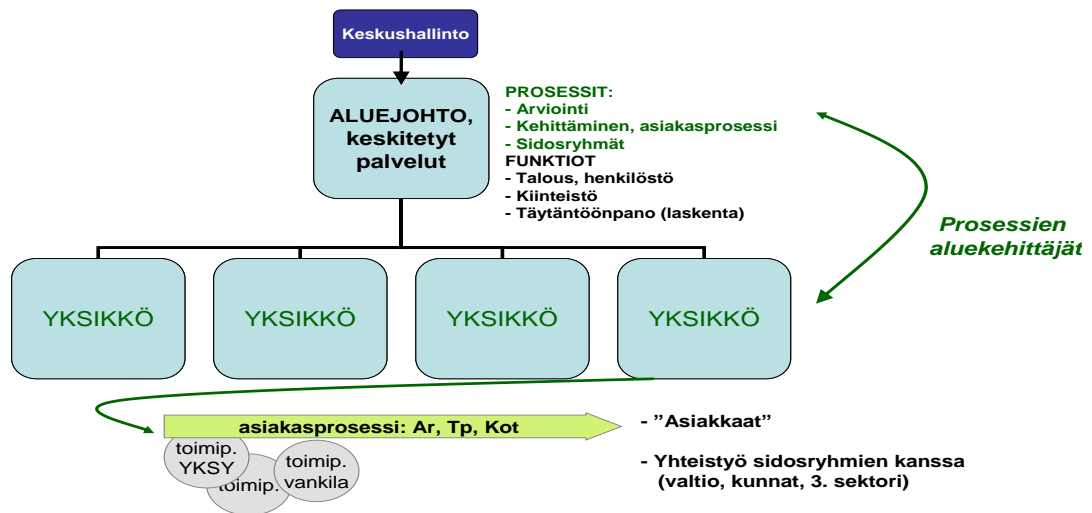 Keskushallinto
ALUEJOHTO,
keskitetyt
palvelut
PROSESSIT:
- Arviointi
- Kehittäminen, asiakasprosessi
- Sidosryhmät
FUNKTIOT
- Talous, henkilöstö
- Kiinteistö
- Täytäntöönpano (laskenta)
Prosessien
aluekehittäjät
YKSIKKÖ
YKSIKKÖ
YKSIKKÖ
YKSIKKÖ
asiakasprosessi: Ar, Tp, Kot
toimip.
YKSY
toimip.
toimip.
vankila
- ”Asiakkaat”
- Yhteistyö sidosryhmien kanssa
(valtio, kunnat, 3. sektori)